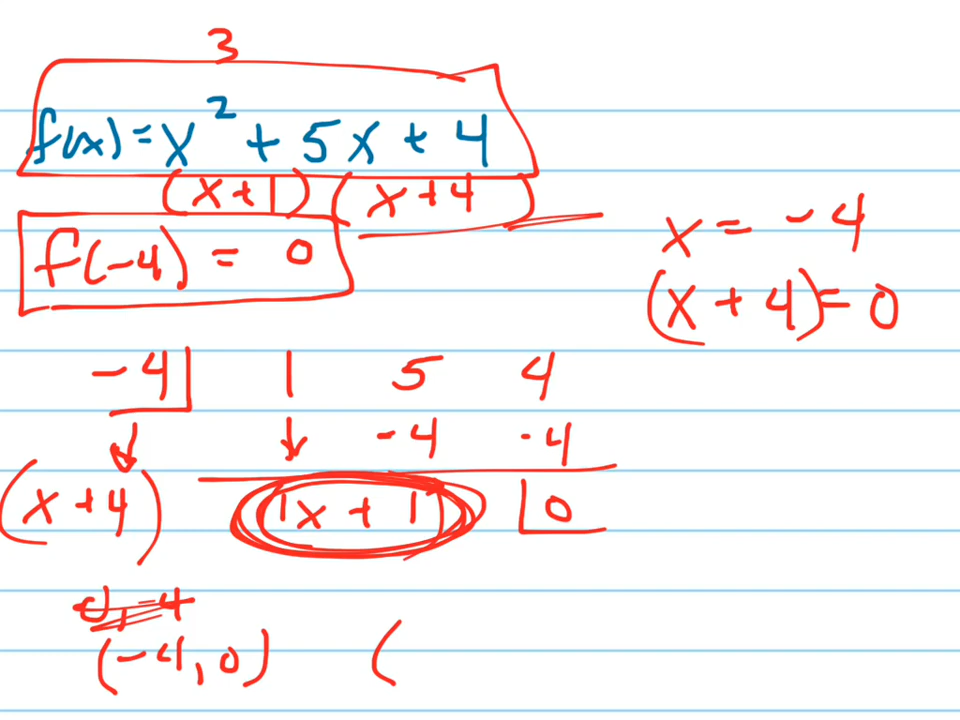 3
f(x) = x² + 5x + 4
(x + 1) (x + 4)
f(-4) = 0
x = -4
(x + 4) = 0
-4 1 5 4
-4 -4
(x + 4) 1x + 1 0
(-4, 0) (